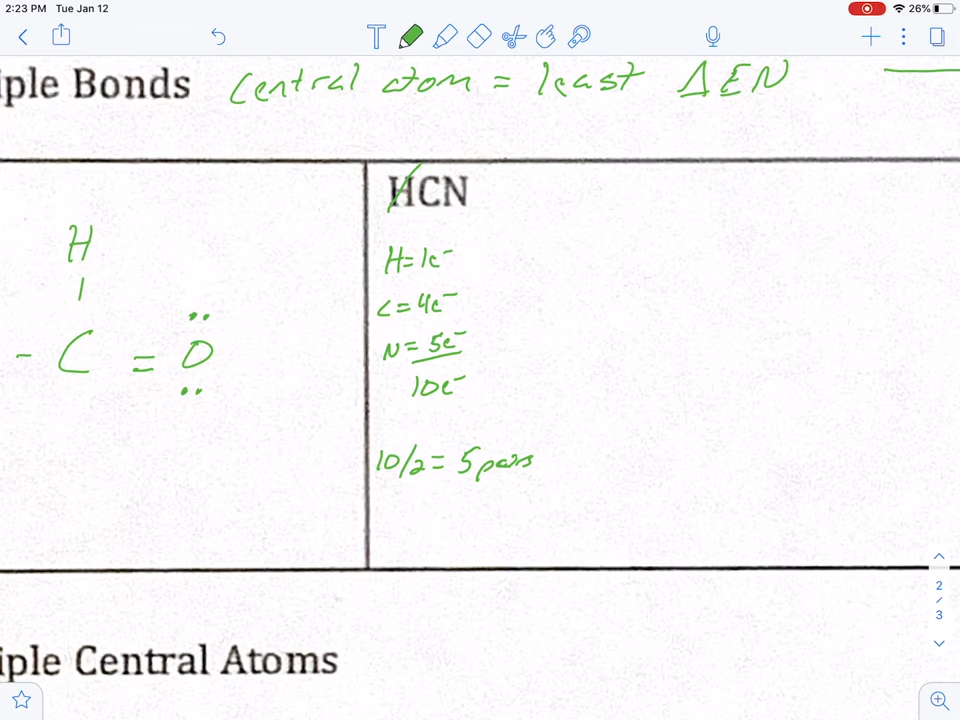 2:23 PM Tue Jan 12
26%
iple Bonds Central atom = least ΔEN
HCN
H = 1e⁻
C = 4e⁻
N = 5e⁻
10e⁻
10/2 = 5 pairs
H
|
- C = O
2
/
3
iple Central Atoms